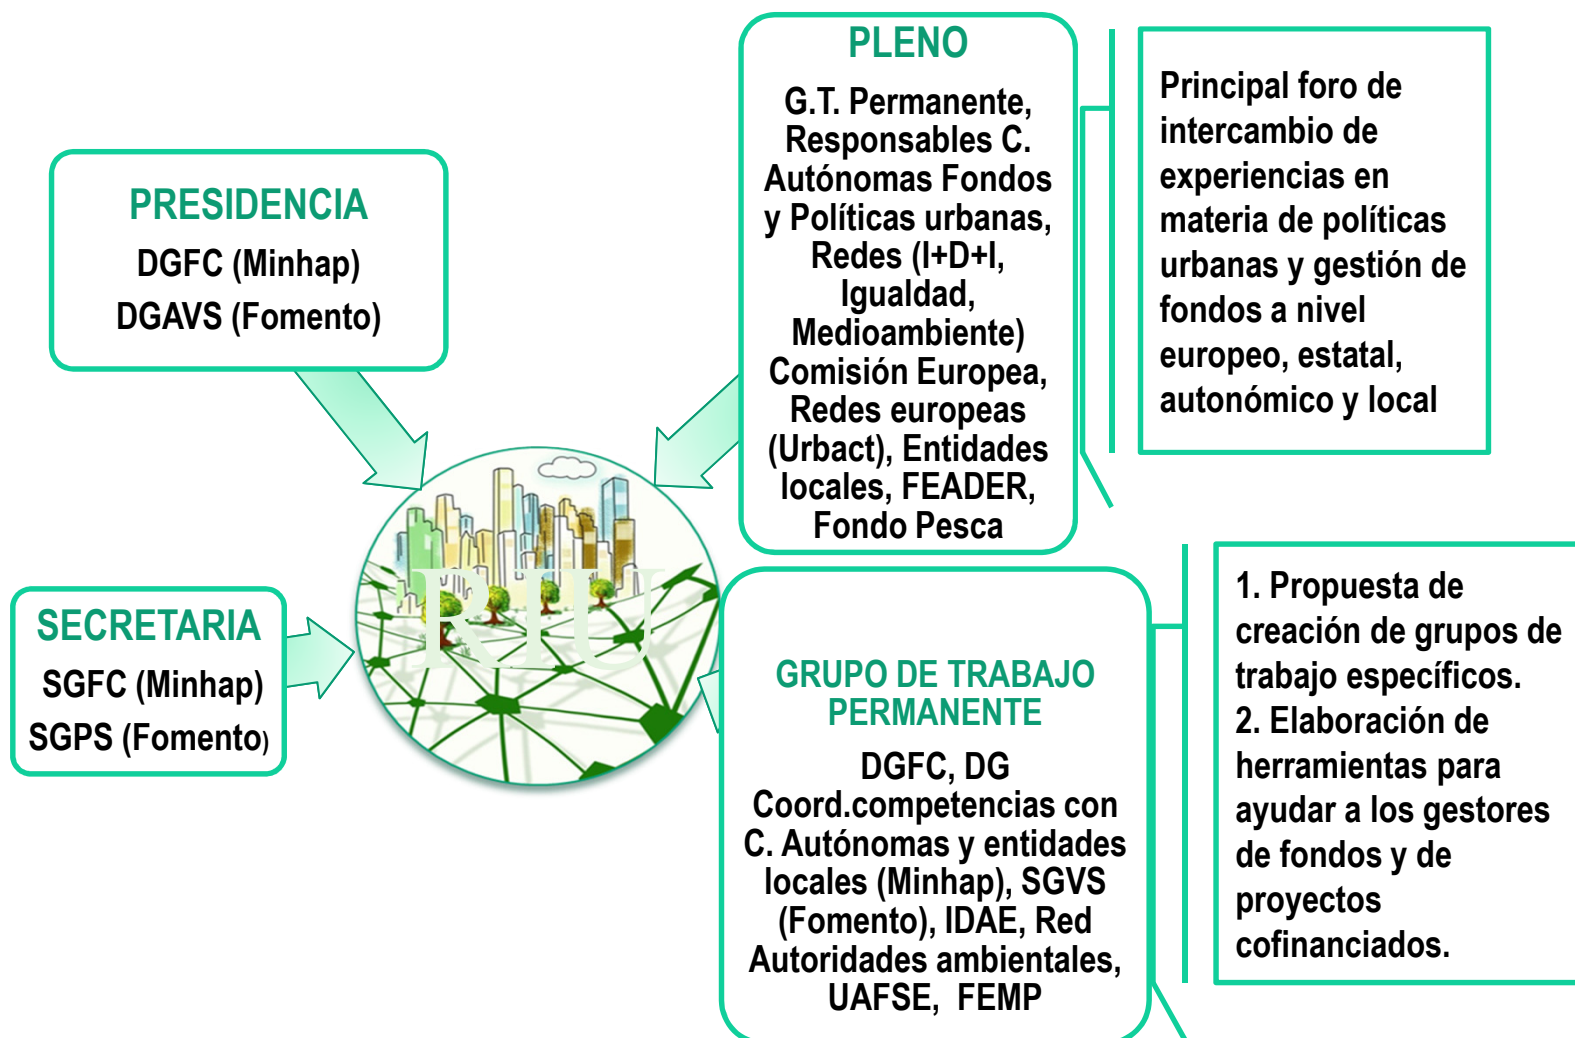 PRESIDENCIA
DGFC (Minhap)
DGAVS (Fomento)
SECRETARIA
SGFC (Minhap)
SGPS (Fomento)
RIU
PLENO
G.T. Permanente,
Responsables C.
Autónomas Fondos
y Políticas urbanas,
Redes (I+D+I,
Igualdad,
Medioambiente)
Comisión Europea,
Redes europeas
(Urbact), Entidades
locales, FEADER,
Fondo Pesca
Principal foro de
intercambio de
experiencias en
materia de políticas
urbanas y gestión de
fondos a nivel
europeo, estatal,
autonómico y local
GRUPO DE TRABAJO
PERMANENTE
DGFC, DG
Coord.competencias con
C. Autónomas y entidades
locales (Minhap), SGVS
(Fomento), IDAE, Red
Autoridades ambientales,
UAFSE, FEMP
1. Propuesta de
creación de grupos de
trabajo específicos.
2. Elaboración de
herramientas para
ayudar a los gestores
de fondos y de
proyectos
cofinanciados.